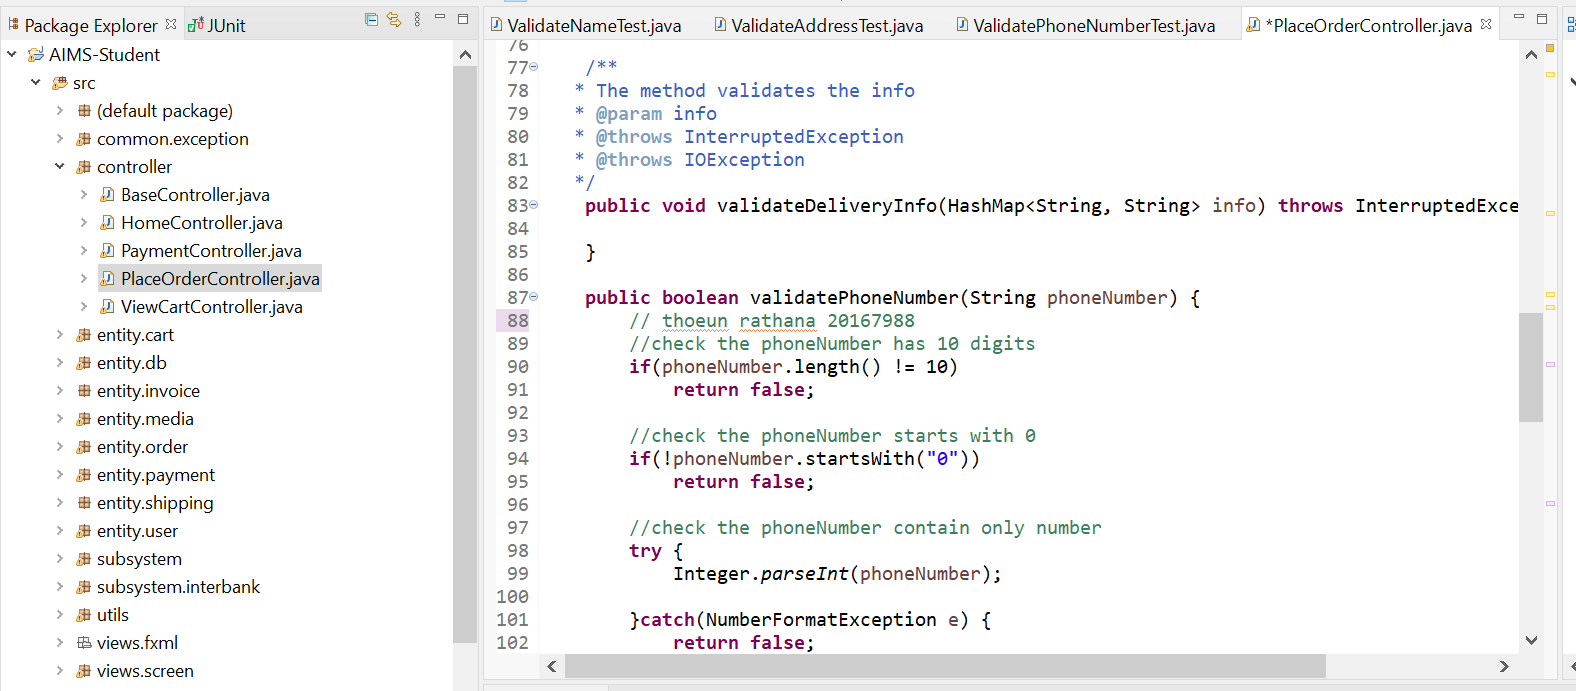 Package Explorer
JUnit
AIMS-Student
src
(default package)
common.exception
controller
BaseController.java
HomeController.java
PaymentController.java
PlaceOrderController.java
ViewCartController.java
entity.cart
entity.db
entity.invoice
entity.media
entity.order
entity.payment
entity.shipping
entity.user
subsystem
subsystem.interbank
utils
views.fxml
views.screen
ValidateNameTest.java
ValidateAddressTest.java
ValidatePhoneNumberTest.java
*PlaceOrderController.java
76
77 /**
78 * The method validates the info
79 * @param info
80 * @throws InterruptedException
81 * @throws IOException
82 */
83 public void validateDeliveryInfo(HashMap<String, String> info) throws InterruptedExce
84
85 }
86
87 public boolean validatePhoneNumber(String phoneNumber) {
88 // thoeun rathana 20167988
89 //check the phoneNumber has 10 digits
90 if(phoneNumber.length() != 10)
91 return false;
92
93 //check the phoneNumber starts with 0
94 if(!phoneNumber.startsWith("0"))
95 return false;
96
97 //check the phoneNumber contain only number
98 try {
99 Integer.parseInt(phoneNumber);
100
101 }catch(NumberFormatException e) {
102 return false;